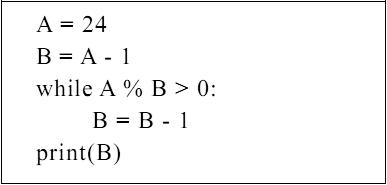 A = 24
B = A - 1
while A % B > 0:
B = B - 1
print(B)